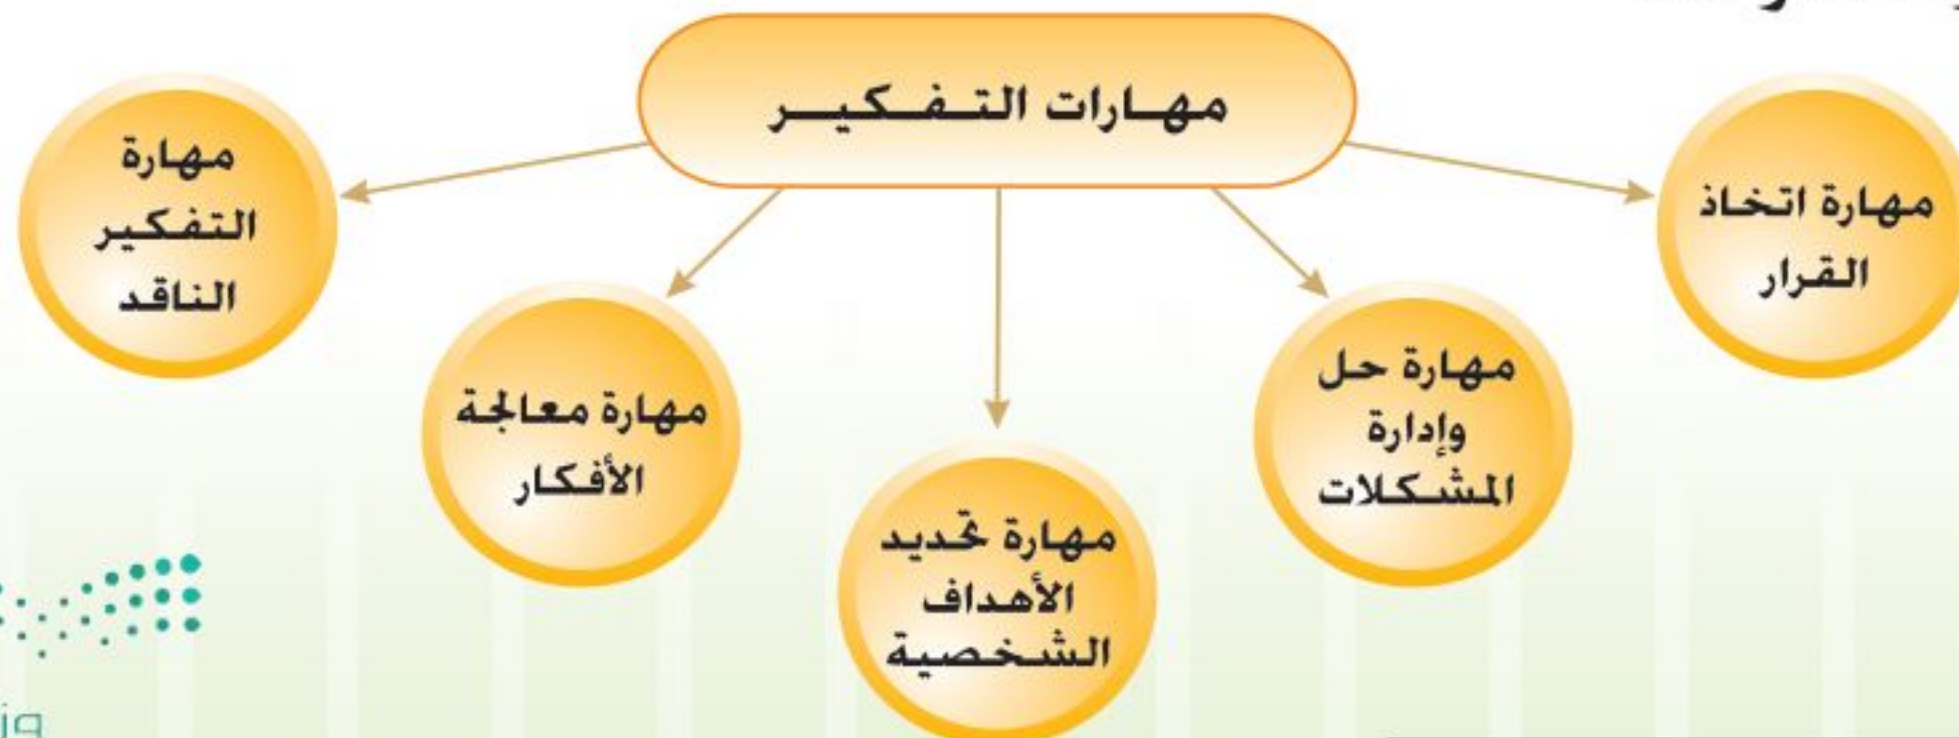 مهارات التفكير
مهارة اتخاذ
القرار
مهارة حل
وإدارة
المشكلات
مهارة تحديد
الأهداف
الشخصية
مهارة معالجة
الأفكار
مهارة
التفكير
الناقد